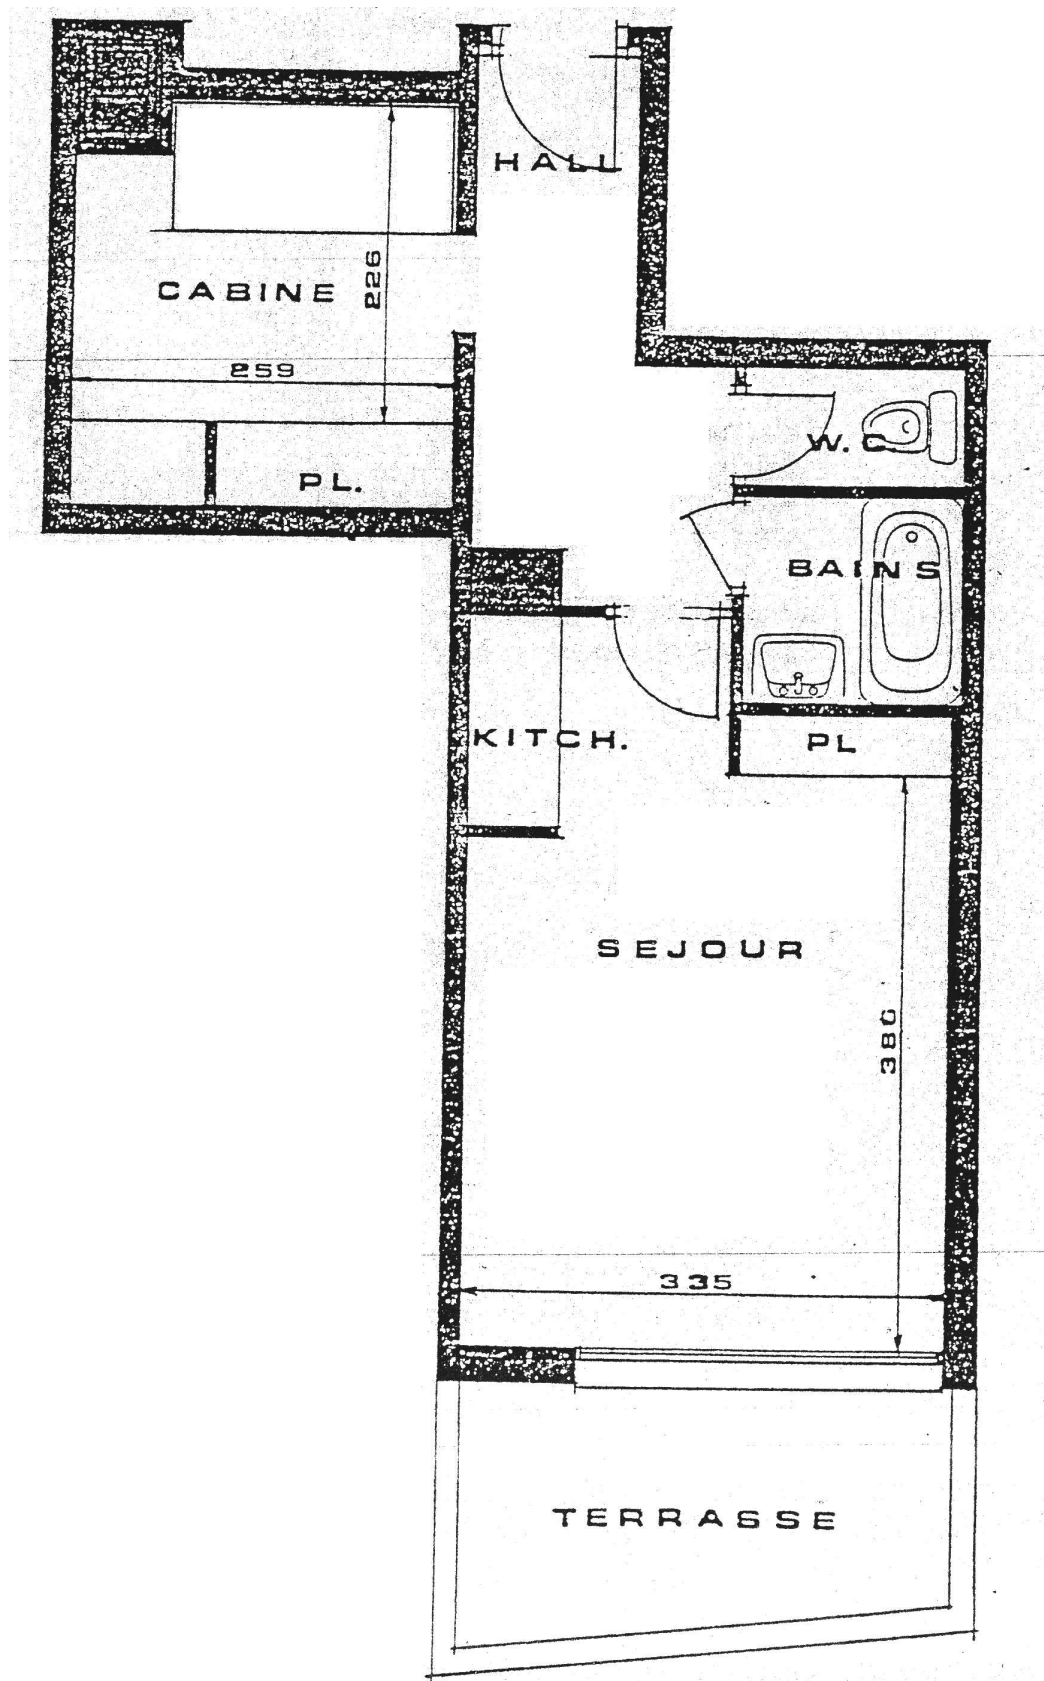 HALL
CABINE
226
259
W.C.
PL.
BAINS
KITCH.
PL
SEJOUR
380
335
TERRASSE